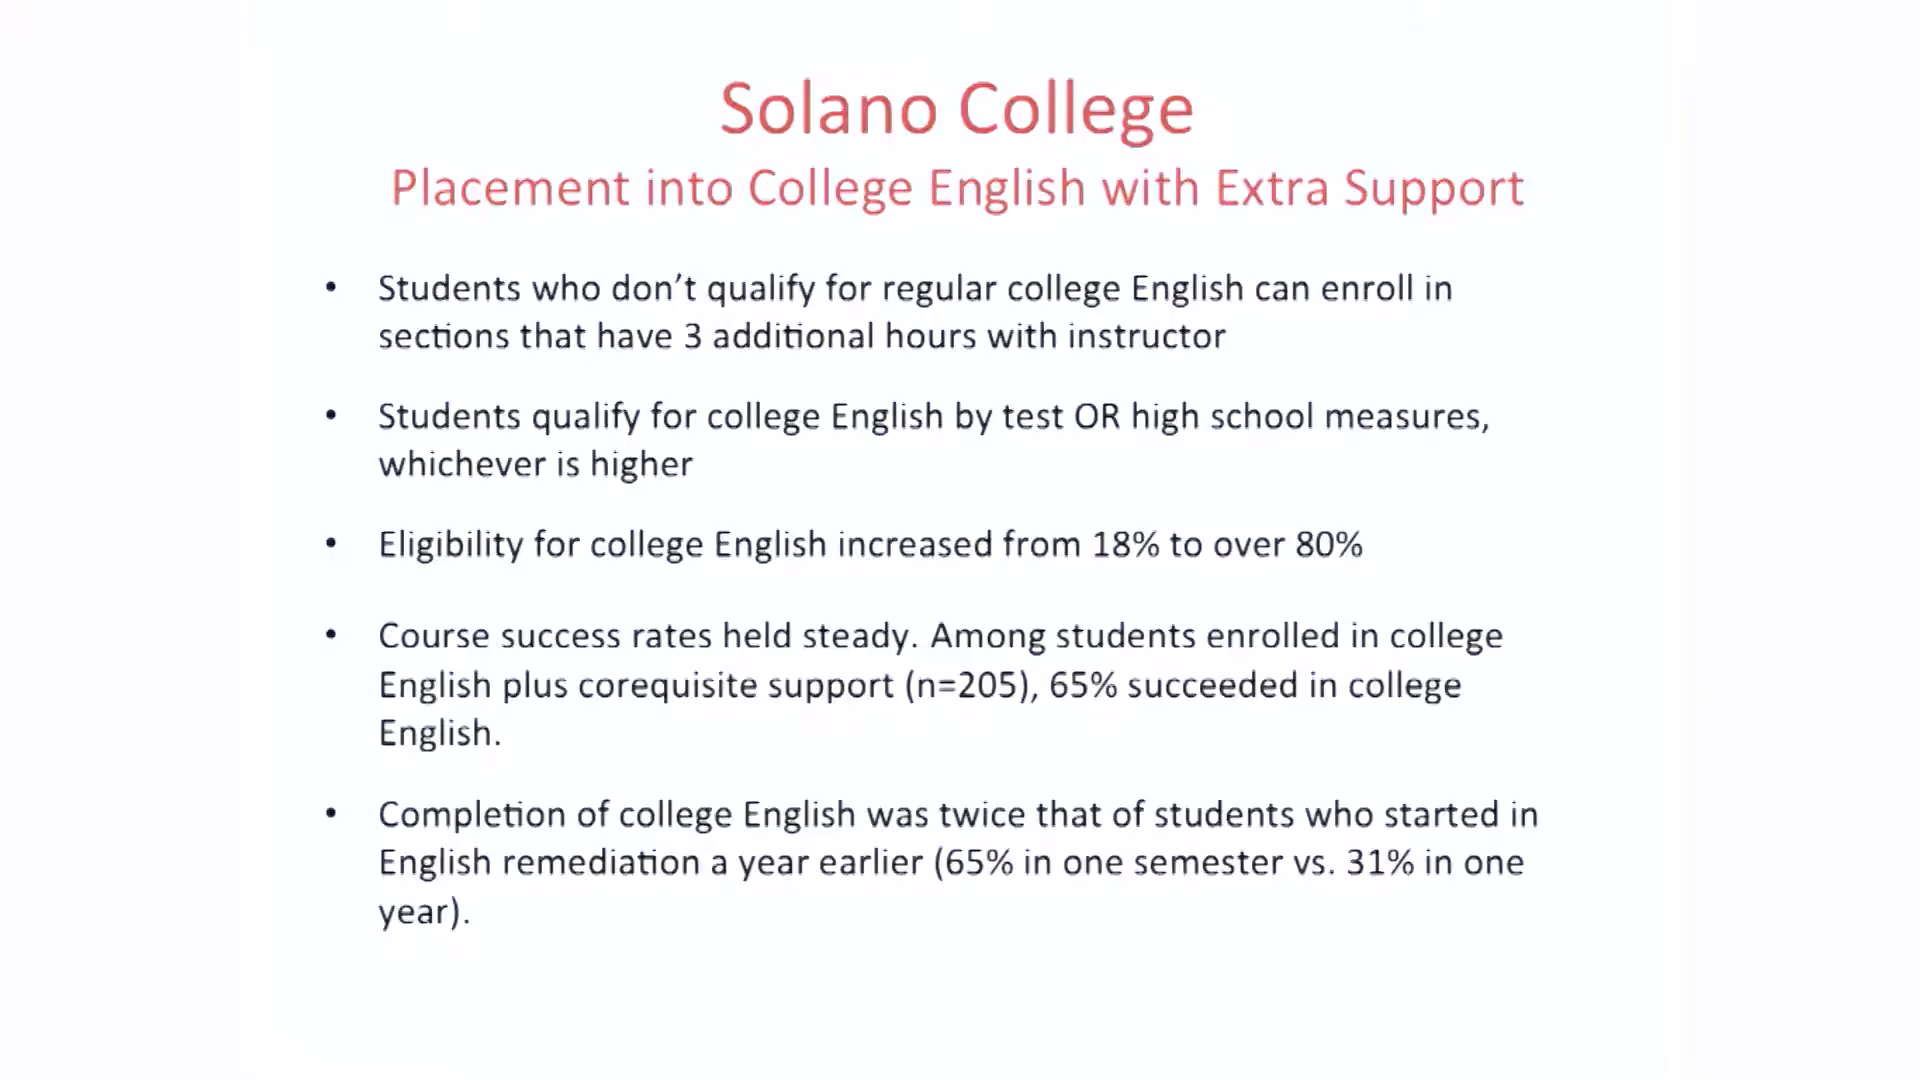 Solano College
Placement into College English with Extra Support
• Students who don’t qualify for regular college English can enroll in
sections that have 3 additional hours with instructor
• Students qualify for college English by test OR high school measures,
whichever is higher
• Eligibility for college English increased from 18% to over 80%
• Course success rates held steady. Among students enrolled in college
English plus corequisite support (n=205), 65% succeeded in college
English.
• Completion of college English was twice that of students who started in
English remediation a year earlier (65% in one semester vs. 31% in one
year).